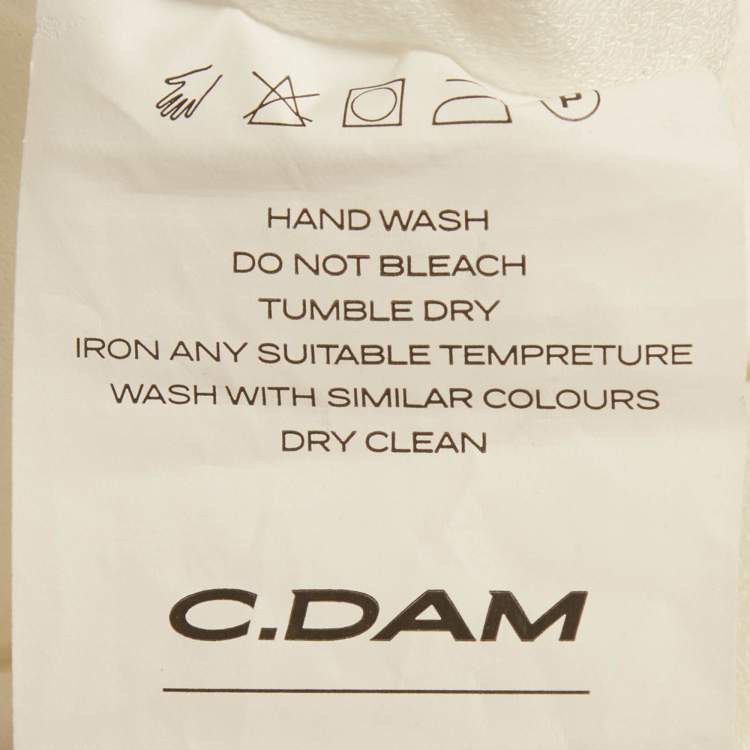 P
HAND WASH
DO NOT BLEACH
TUMBLE DRY
IRON ANY SUITABLE TEMPRETURE
WASH WITH SIMILAR COLOURS
DRY CLEAN
C.DAM